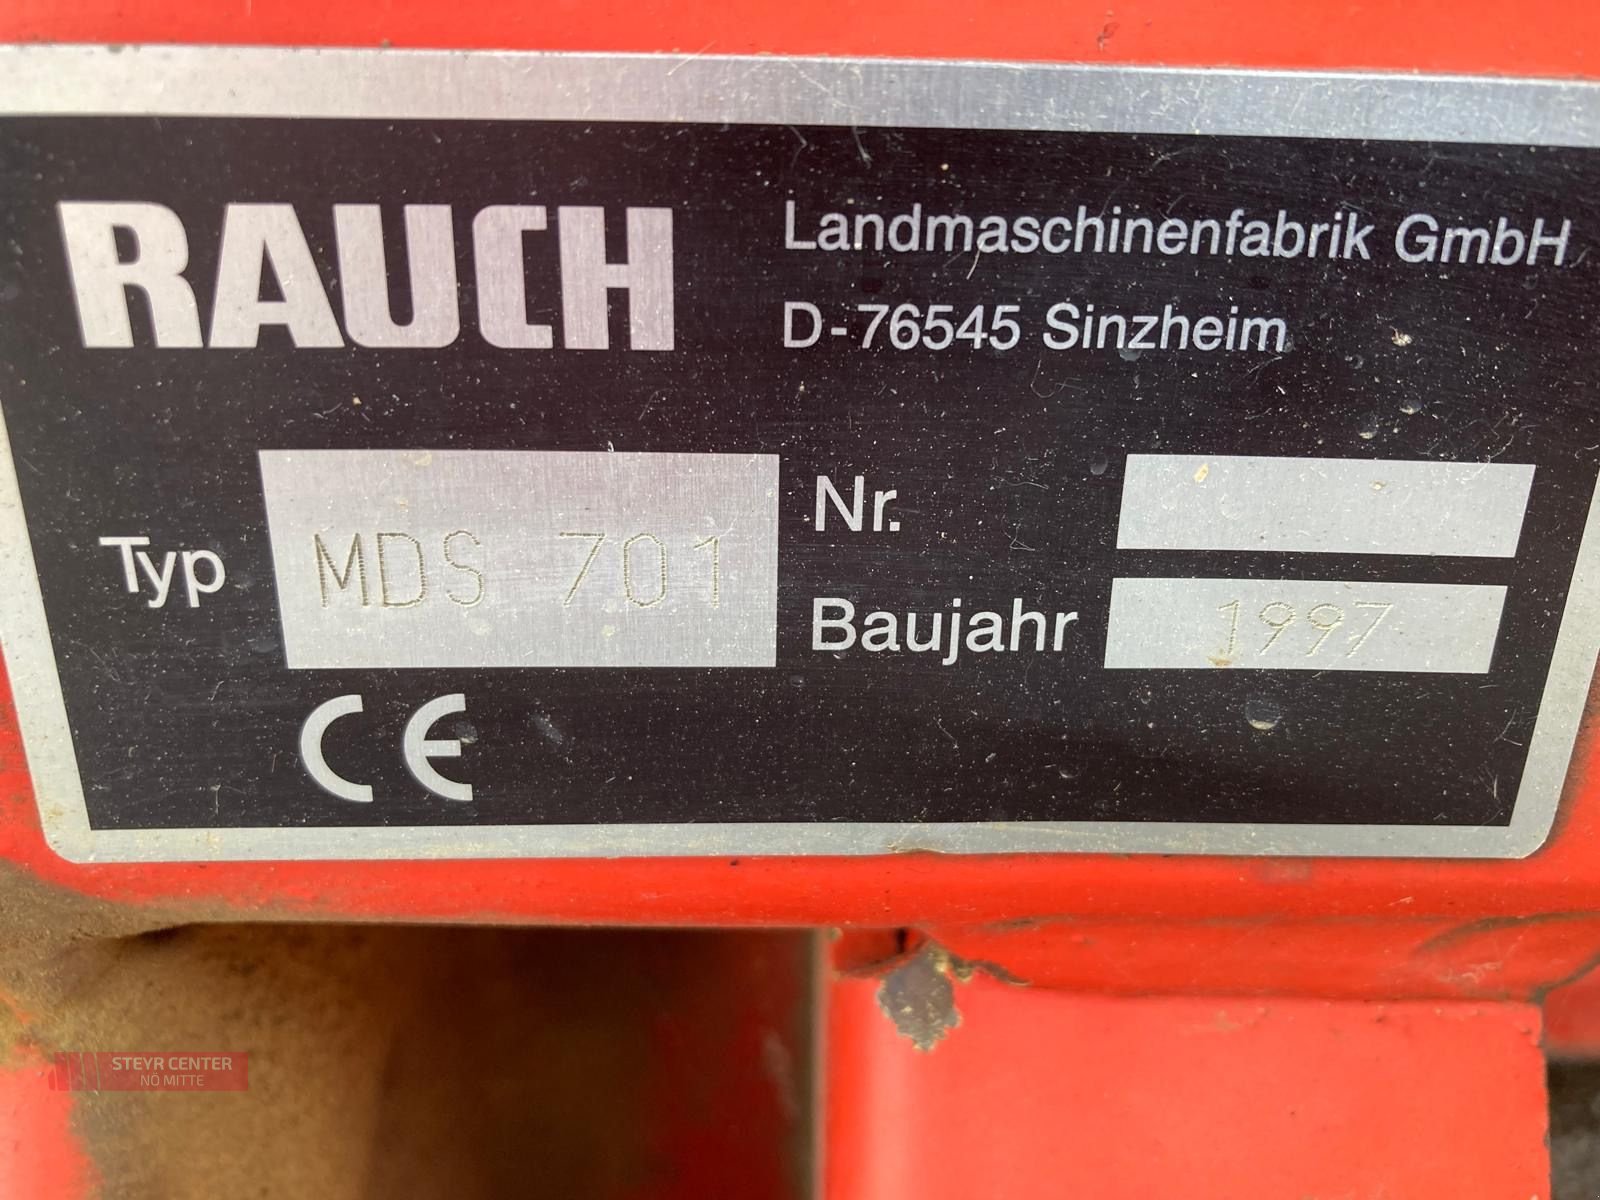 RAUCH
Landmaschinenfabrik GmbH
D-76545 Sinzheim
Typ MDS 701
Nr.
Baujahr 1997
CE
STEYR CENTER
NÖ MITTE